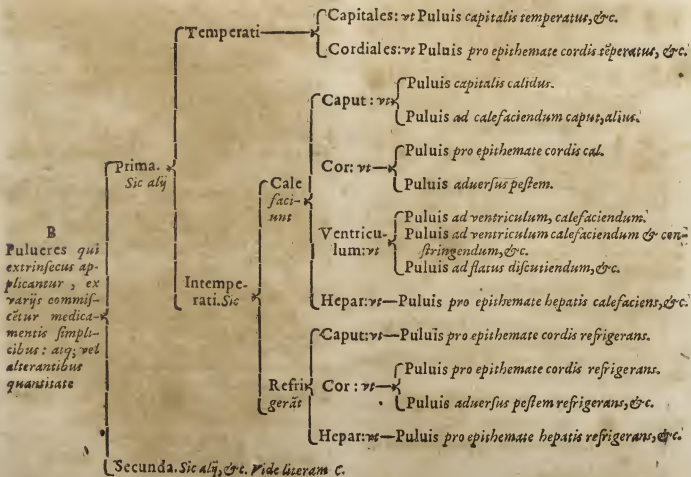 Capitales: vt Puluis capitalis temperatus, &c.
Temperati
Cordiales: vt Puluis pro epithemate cordis tẽperatus, &c.
Puluis capitalis calidus.
Caput: vt
Puluis ad calefaciendum caput, alius.
Prima.
Sic alij
Puluis pro epithemate cordis cal.
Cor: vt
Puluis aduersus pestem.
Cale
faci-
unt
Puluis ad ventriculum, calefaciendum.
Ventricu-
lum: vt
Puluis ad ventriculum calefaciendum & con-
stringendum, &c.
Puluis ad flatus discutiendum, &c.
B
Pulueres qui
extrinsecus ap-
plicantur, ex
varijs commis-
cẽtur medica-
mentis simpli-
cibus: atq; vel
alterantibus
quantitate
Intempe-
rati. Sic
Hepar: vt Puluis pro epithemate hepatis calefaciens, &c.
Caput: vt Puluis pro epithemate cordis refrigerans.
Refri
gerãt
Puluis pro epithemate cordis refrigerans.
Cor: vt
Puluis aduersus pestem refrigerans, &c.
Hepar: vt Puluis pro epithemate hepatis refrigerans, &c.
Secunda. Sic alij, &c. Vide literam C.